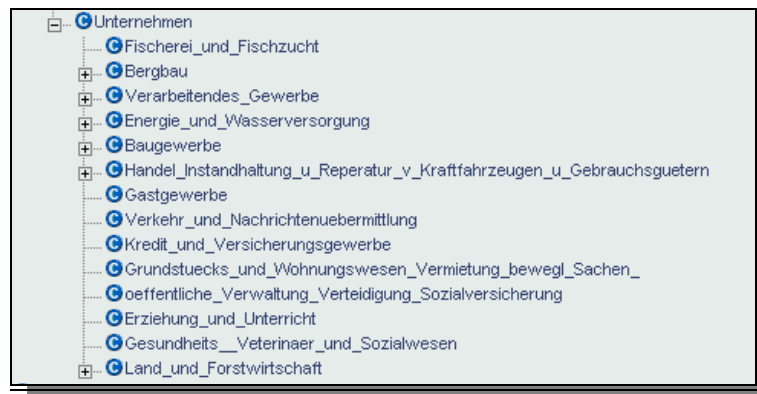 Unternehmen
Fischerei_und_Fischzucht
Bergbau
Verarbeitendes_Gewerbe
Energie_und_Wasserversorgung
Baugewerbe
Handel_Instandhaltung_u_Reperatur_v_Kraftfahrzeugen_u_Gebrauchsguetern
Gastgewerbe
Verkehr_und_Nachrichtenuebermittlung
Kredit_und_Versicherungsgewerbe
Grundstuecks_und_Wohnungswesen_Vermietung_bewegl_Sachen_
oeffentliche_Verwaltung_Verteidigung_Sozialversicherung
Erziehung_und_Unterricht
Gesundheits__Veterinaer_und_Sozialwesen
Land_und_Forstwirtschaft